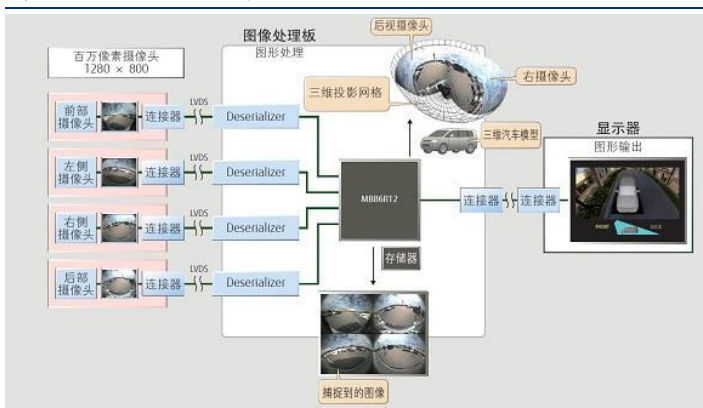 图像处理板
图形处理
后视摄像头
百万像素摄像头
1280 × 800
右摄像头
三维投影网格
前部
摄像头
连接器
LVDS
Deserializer
三维汽车模型
显示器
图形输出
左侧
摄像头
连接器
LVDS
Deserializer
MB86R12
连接器
连接器
右侧
摄像头
连接器
LVDS
Deserializer
存储器
后部
摄像头
连接器
LVDS
Deserializer
捕捉到的图像